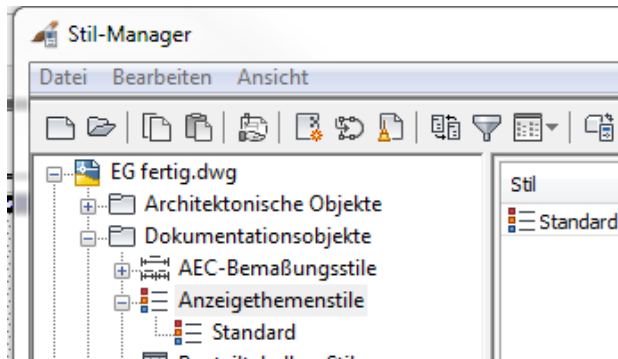 Stil-Manager
Datei Bearbeiten Ansicht
EG fertig.dwg
Architektonische Objekte
Dokumentationsobjekte
AEC-Bemaßungsstile
Anzeigethemenstile
Standard
Stil
Standard